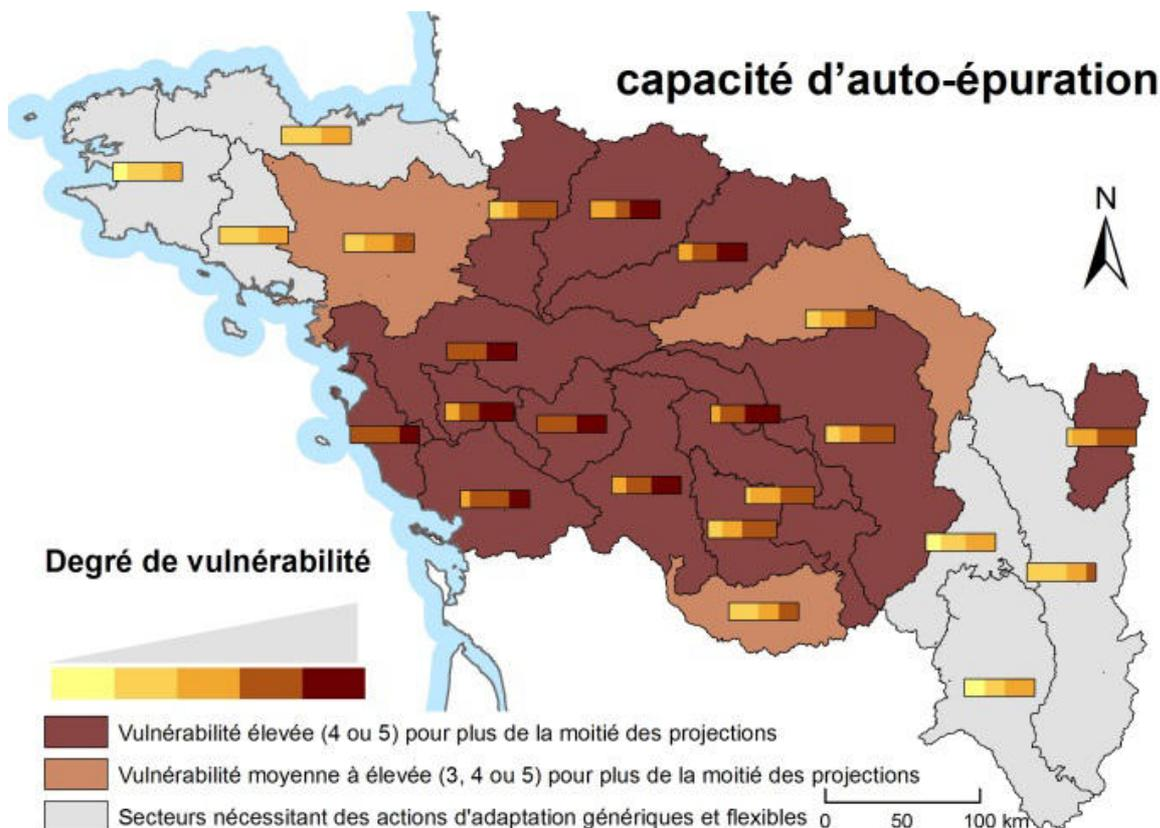 capacité d'auto-épuration
N
Degré de vulnérabilité
Vulnérabilité élevée (4 ou 5) pour plus de la moitié des projections
Vulnérabilité moyenne à élevée (3, 4 ou 5) pour plus de la moitié des projections
Secteurs nécessitant des actions d'adaptation génériques et flexibles
0 50 100 km